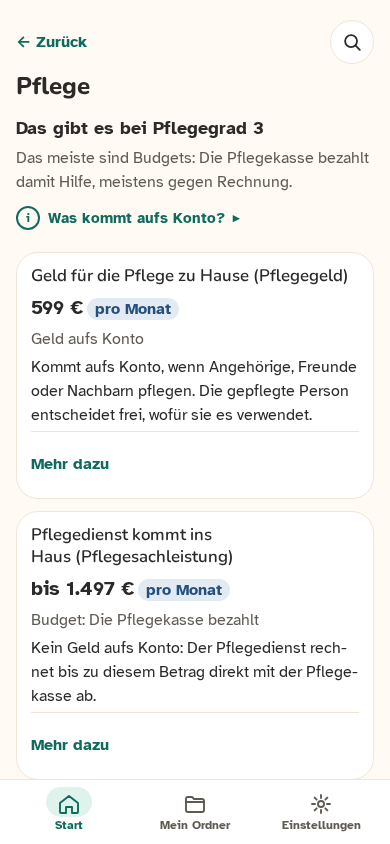 ← Zurück
Pflege
Das gibt es bei Pflegegrad 3
Das meiste sind Budgets: Die Pflegekasse bezahlt
damit Hilfe, meistens gegen Rechnung.
i Was kommt aufs Konto? ▸
Geld für die Pflege zu Hause (Pflegegeld)
599 € pro Monat
Geld aufs Konto
Kommt aufs Konto, wenn Angehörige, Freunde
oder Nachbarn pflegen. Die gepflegte Person
entscheidet frei, wofür sie es verwendet.
Mehr dazu
Pflegedienst kommt ins
Haus (Pflegesachleistung)
bis 1.497 € pro Monat
Budget: Die Pflegekasse bezahlt
Kein Geld aufs Konto: Der Pflegedienst rech-
net bis zu diesem Betrag direkt mit der Pflege-
kasse ab.
Mehr dazu
Start
Mein Ordner
Einstellungen